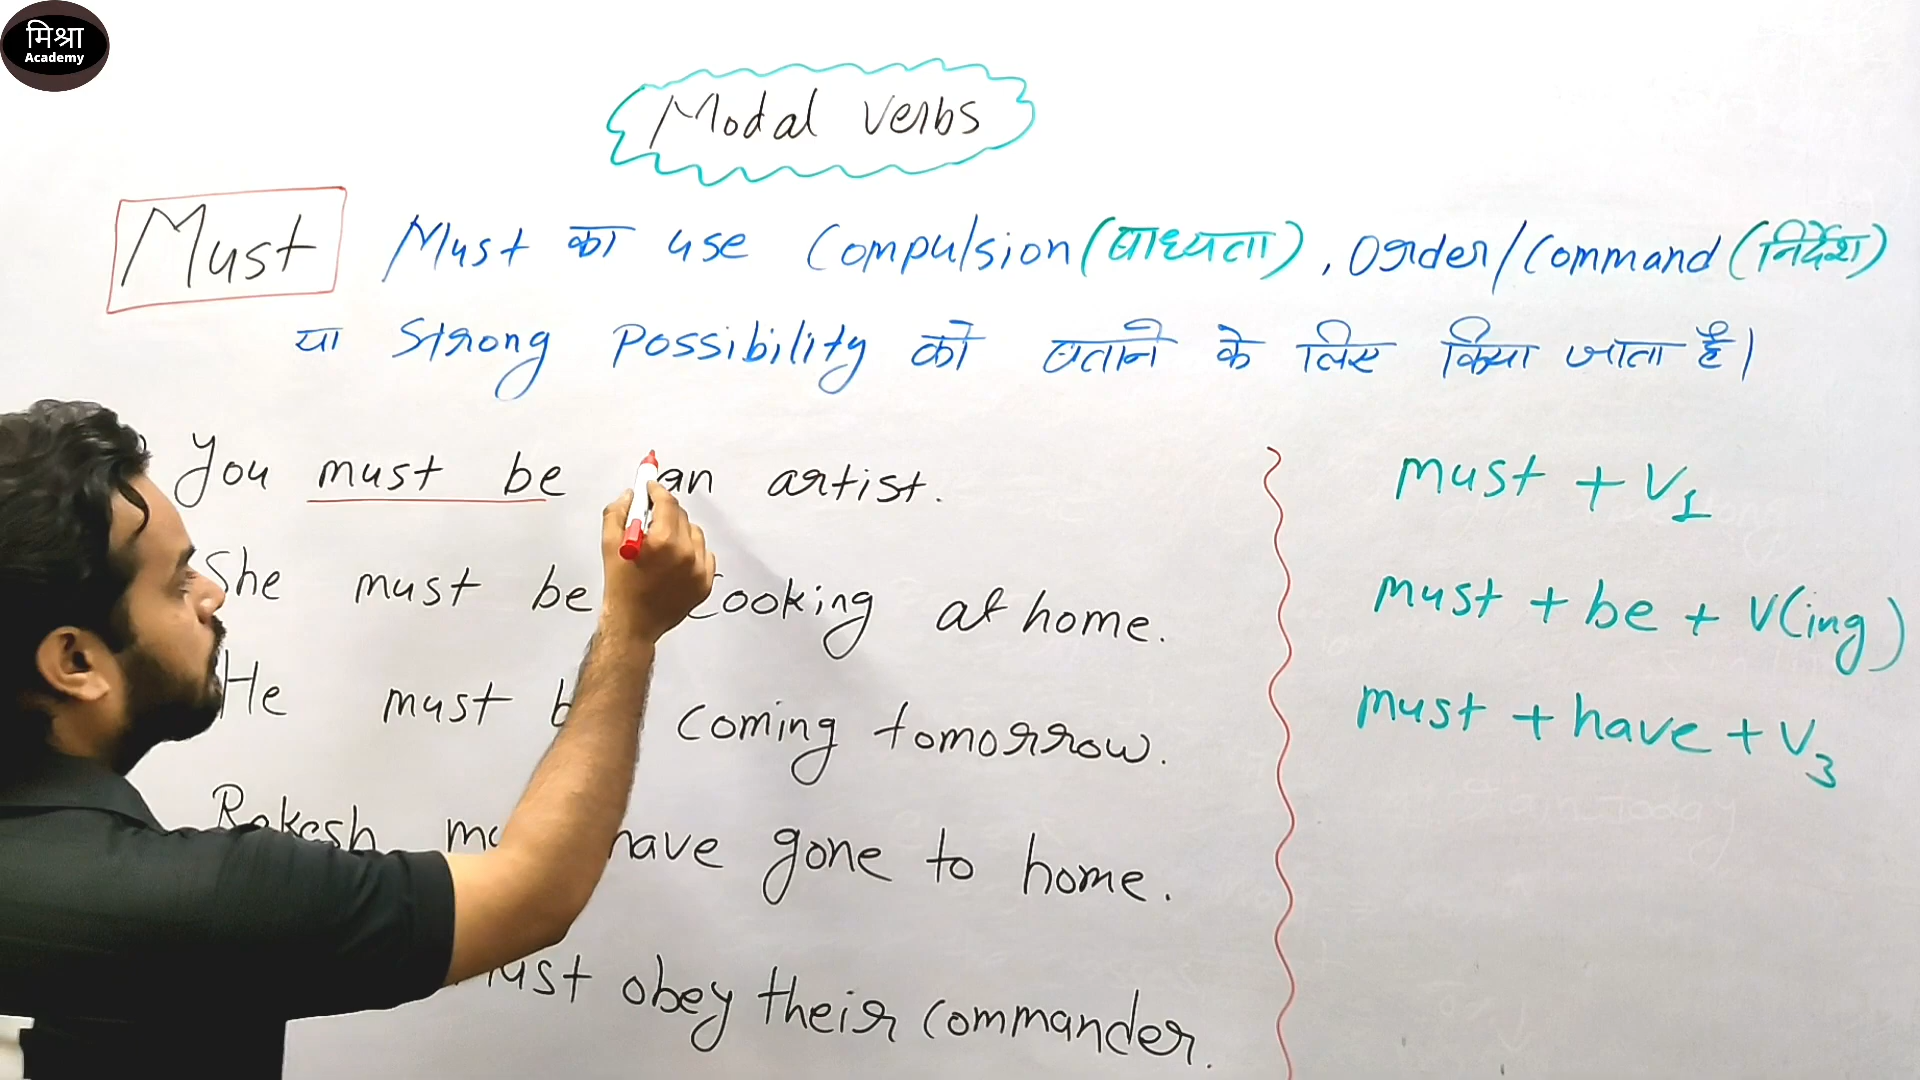 मिश्रा
Academy
Modal verbs
Must
Must का use Compulsion (बाध्यता), Order/Command (निर्देश)
या Strong Possibility को बताने के लिए किया जाता है।
You must be an artist.
She must be cooking at home.
He must be coming tomorrow.
Rakesh have gone to home.
must obey their commander.
must + V1
must + be + V(ing)
must + have + V3